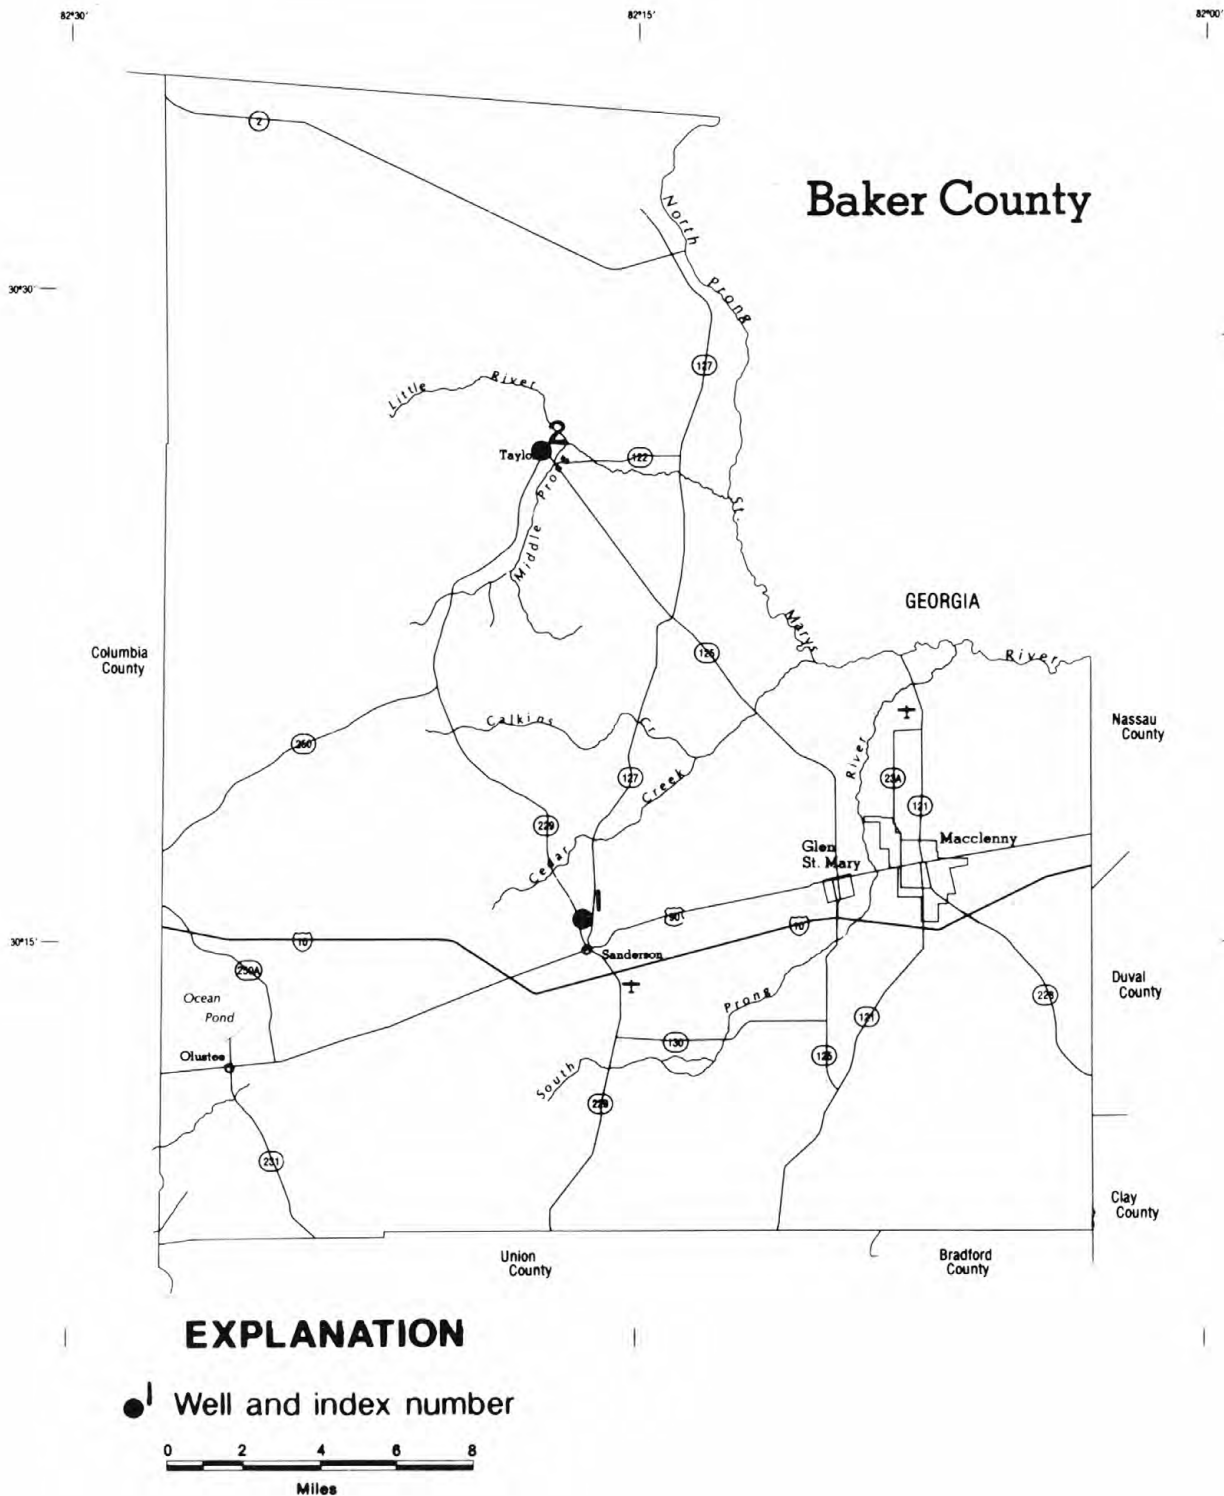 82°30'
82°15'
82°00'
2
Baker County
North
Prong
30°30'
127
Little River
2
Taylor
122
Middle Prong
St.
Marys
River
GEORGIA
Columbia
County
125
Calkins Cr
Nassau
County
250
127
River
23A
Creek
121
229
Glen
St. Mary
Macclenny
Cedar
1
90
10
30°15'
10
Sanderson
250A
Ocean
Pond
Prong
228
Duval
County
121
130
125
Olustee
South
229
231
Clay
County
Union
County
Bradford
County
EXPLANATION
1 Well and index number
0 2 4 6 8
Miles